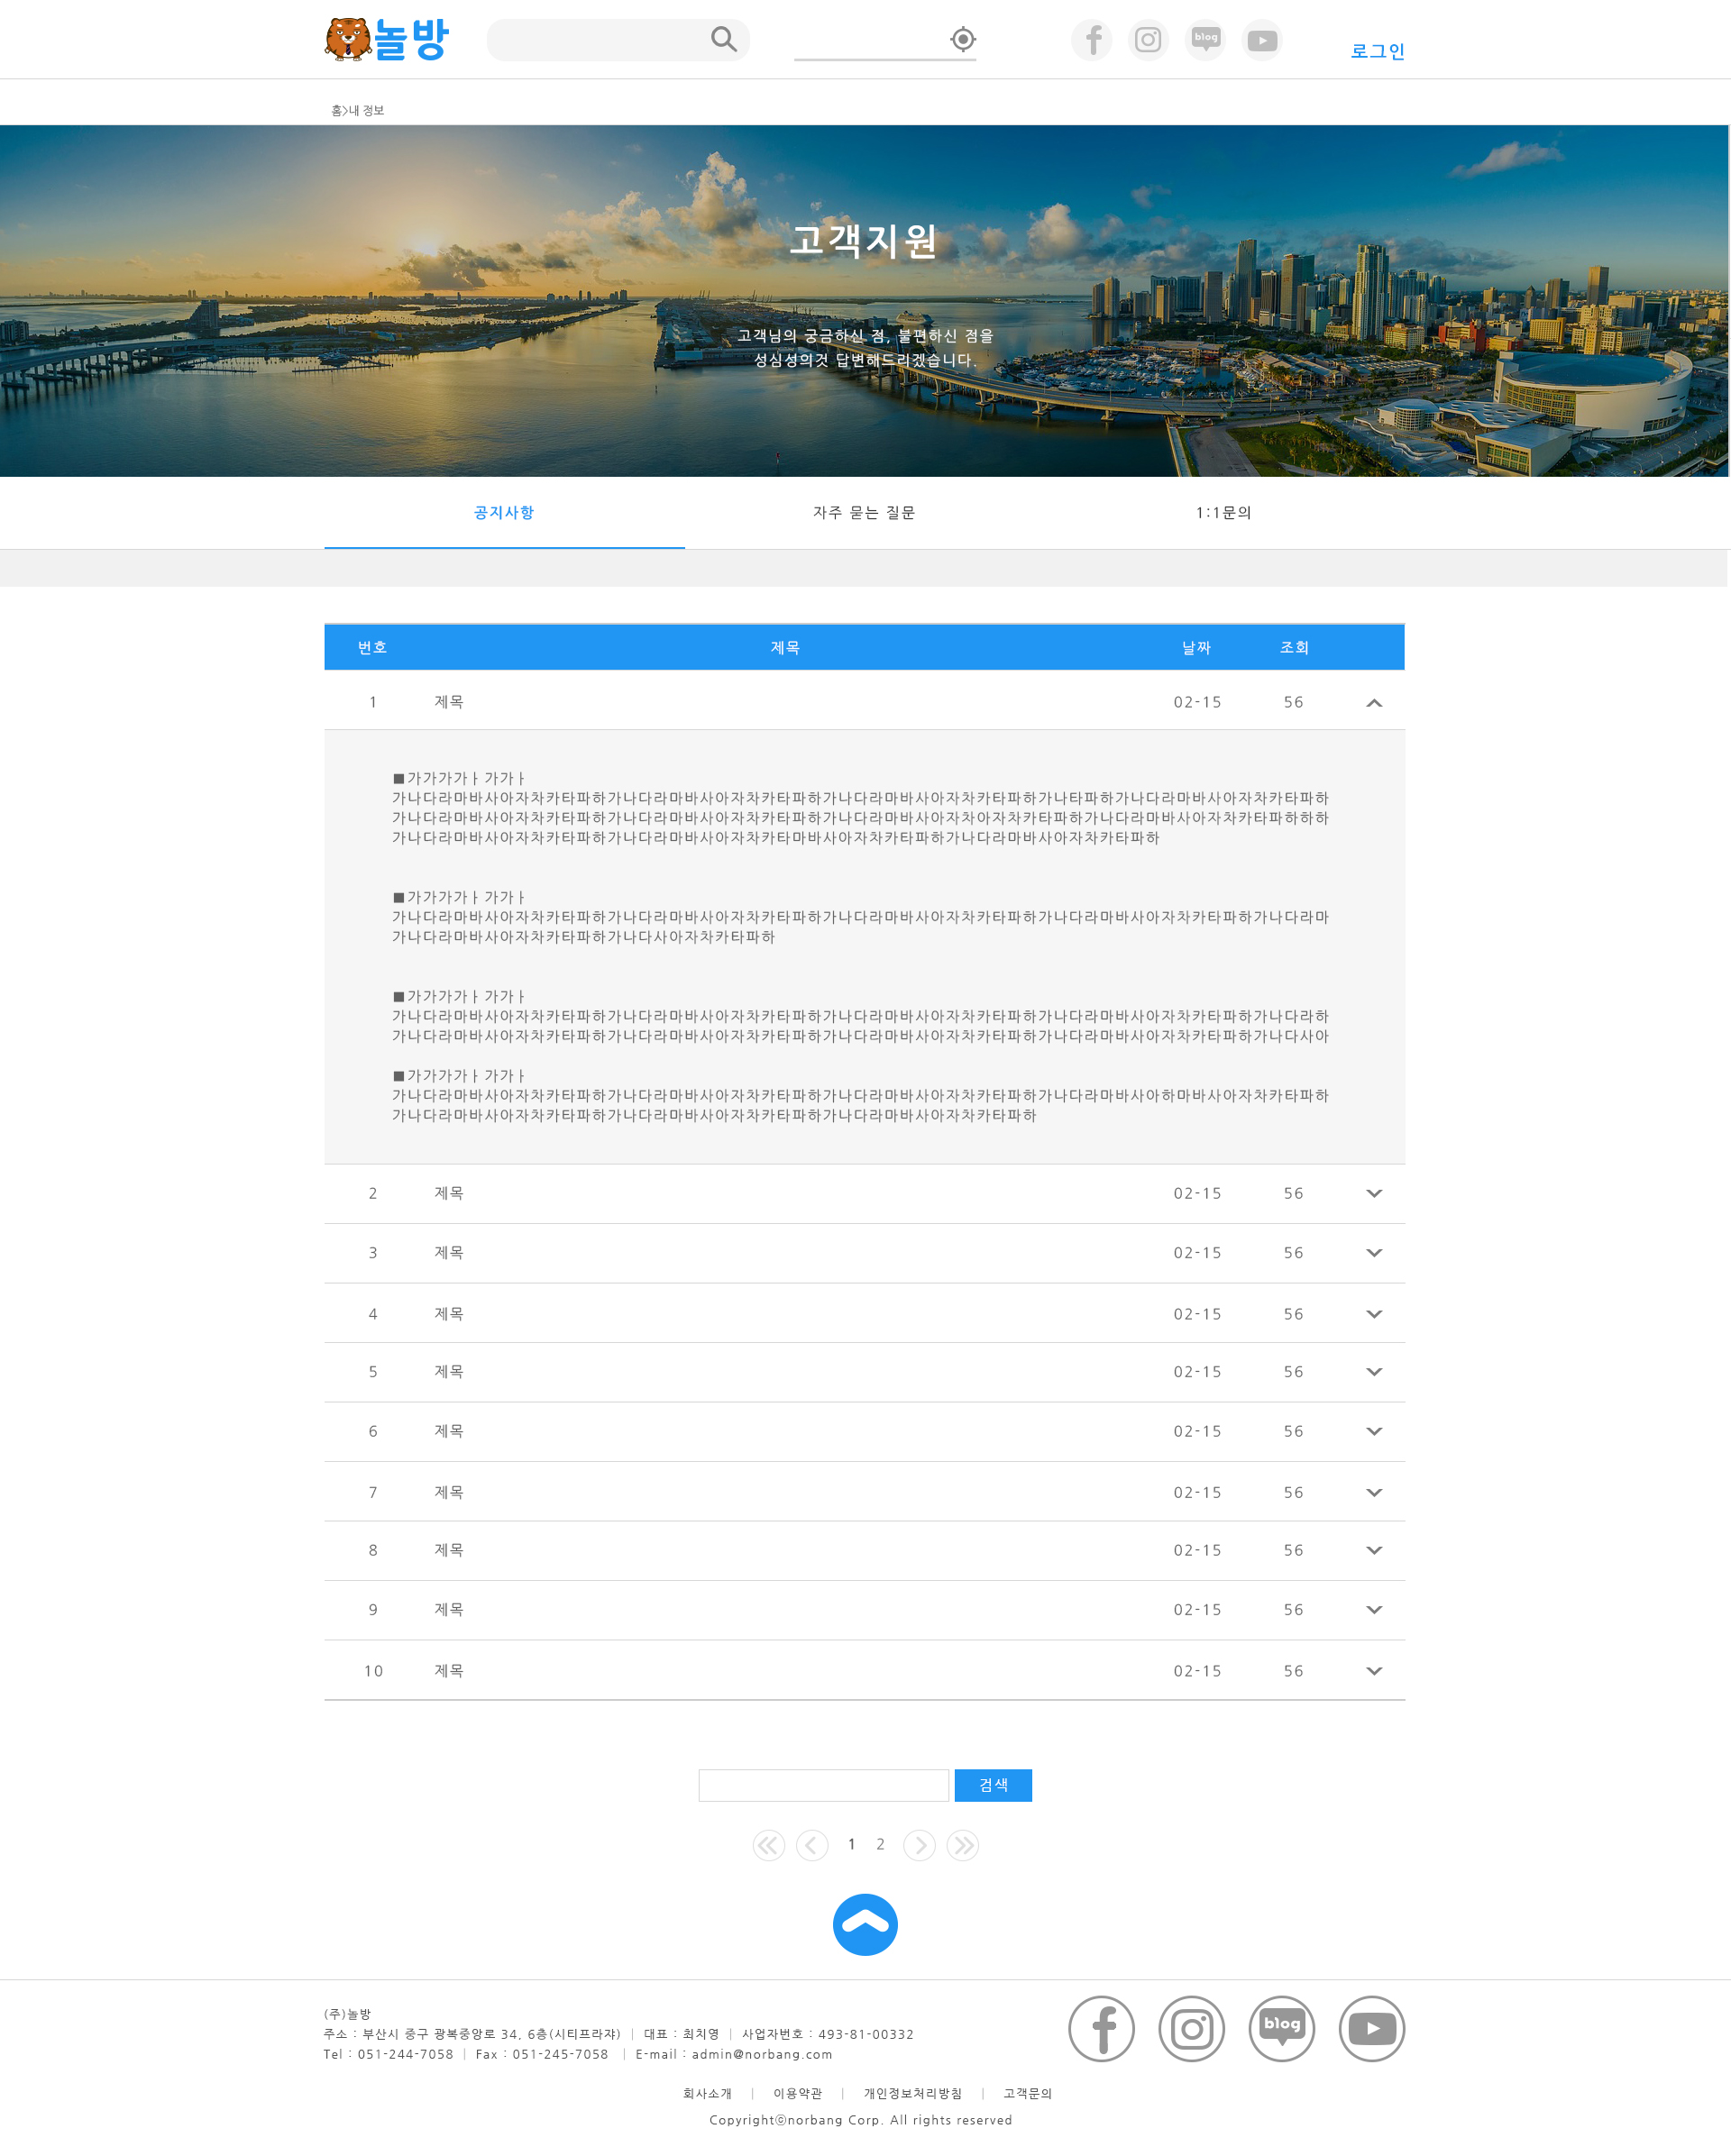 놀방
blog
로그인
홈>내 정보
고객지원
고객님의 궁금하신 점, 불편하신 점을
성심성의것 답변해드리겠습니다.
공지사항 자주 묻는 질문 1:1문의
번호 제목 날짜 조회
1 제목 02-15 56
■가가가가ㅏ가가ㅏ
가나다라마바사아자차카타파하가나다라마바사아자차카타파하가나다라마바사아자차카타파하가나타파하가나다라마바사아자차카타파하
가나다라마바사아자차카타파하가나다라마바사아자차카타파하가나다라마바사아자차아자차카타파하가나다라마바사아자차카타파하하하
가나다라마바사아자차카타파하가나다라마바사아자차카타마바사아자차카타파하가나다라마바사아자차카타파하
■가가가가ㅏ가가ㅏ
가나다라마바사아자차카타파하가나다라마바사아자차카타파하가나다라마바사아자차카타파하가나다라마바사아자차카타파하가나다라마
가나다라마바사아자차카타파하가나다사아자차카타파하
■가가가가ㅏ가가ㅏ
가나다라마바사아자차카타파하가나다라마바사아자차카타파하가나다라마바사아자차카타파하가나다라마바사아자차카타파하가나다라하
가나다라마바사아자차카타파하가나다라마바사아자차카타파하가나다라마바사아자차카타파하가나다라마바사아자차카타파하가나다사아
■가가가가ㅏ가가ㅏ
가나다라마바사아자차카타파하가나다라마바사아자차카타파하가나다라마바사아자차카타파하가나다라마바사아하마바사아자차카타파하
가나다라마바사아자차카타파하가나다라마바사아자차카타파하가나다라마바사아자차카타파하
2 제목 02-15 56
3 제목 02-15 56
4 제목 02-15 56
5 제목 02-15 56
6 제목 02-15 56
7 제목 02-15 56
8 제목 02-15 56
9 제목 02-15 56
10 제목 02-15 56
검색
1 2
(주)놀방
주소 : 부산시 중구 광복중앙로 34, 6층(시티프라쟈) | 대표 : 최치영 | 사업자번호 : 493-81-00332
Tel : 051-244-7058 | Fax : 051-245-7058 | E-mail : admin@norbang.com
blog
회사소개 | 이용약관 | 개인정보처리방침 | 고객문의
Copyrightⓒnorbang Corp. All rights reserved